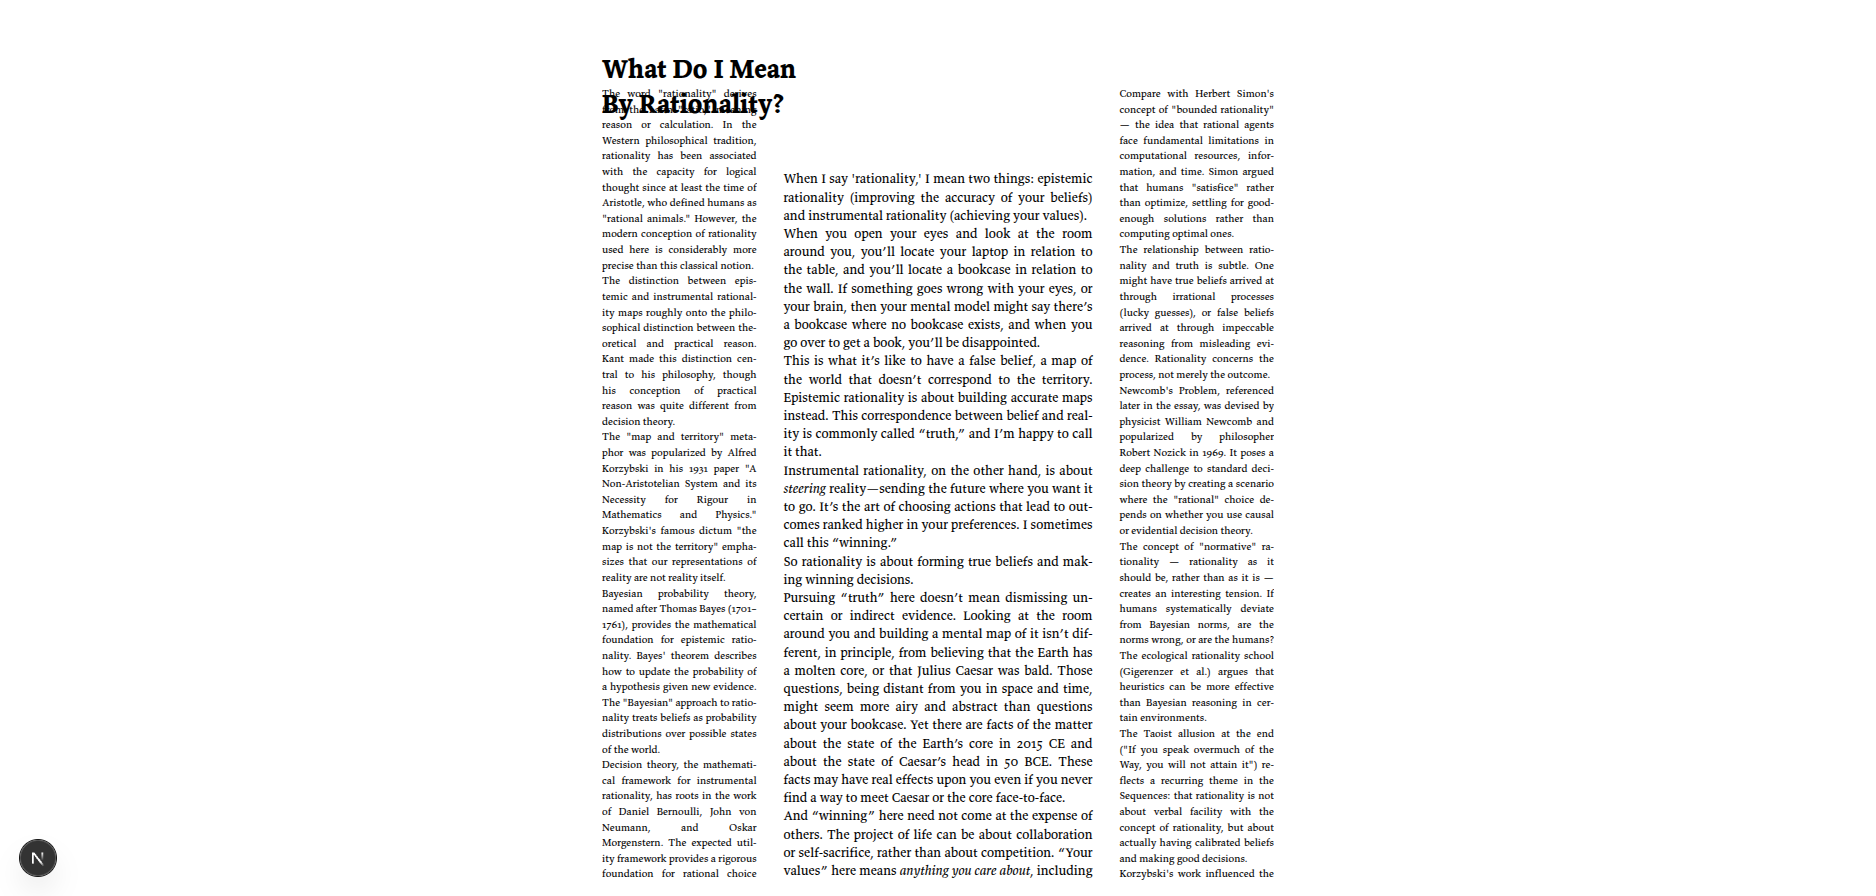 What Do I Mean
By Rationality?
The word "rationality" derives
from the
reason or calculation. In the
Western philosophical tradition,
rationality has been associated
with the capacity for logical
thought since at least the time of
Aristotle, who defined humans as
"rational animals." However, the
modern conception of rationality
used here is considerably more
precise than this classical notion.
The distinction between epis-
temic and instrumental rational-
ity maps roughly onto the philo-
sophical distinction between the-
oretical and practical reason.
Kant made this distinction cen-
tral to his philosophy, though
his conception of practical
reason was quite different from
decision theory.
The "map and territory" meta-
phor was popularized by Alfred
Korzybski in his 1931 paper "A
Non-Aristotelian System and its
Necessity for Rigour in
Mathematics and Physics."
Korzybski's famous dictum "the
map is not the territory" empha-
sizes that our representations of
reality are not reality itself.
Bayesian probability theory,
named after Thomas Bayes (1701–
1761), provides the mathematical
foundation for epistemic ratio-
nality. Bayes' theorem describes
how to update the probability of
a hypothesis given new evidence.
The "Bayesian" approach to ratio-
nality treats beliefs as probability
distributions over possible states
of the world.
Decision theory, the mathemati-
cal framework for instrumental
rationality, has roots in the work
of Daniel Bernoulli, John von
Neumann, and Oskar
Morgenstern. The expected util-
ity framework provides a rigorous
foundation for rational choice
When I say 'rationality,' I mean two things: epistemic
rationality (improving the accuracy of your beliefs)
and instrumental rationality (achieving your values).
When you open your eyes and look at the room
around you, you’ll locate your laptop in relation to
the table, and you’ll locate a bookcase in relation to
the wall. If something goes wrong with your eyes, or
your brain, then your mental model might say there’s
a bookcase where no bookcase exists, and when you
go over to get a book, you’ll be disappointed.
This is what it’s like to have a false belief, a map of
the world that doesn’t correspond to the territory.
Epistemic rationality is about building accurate maps
instead. This correspondence between belief and real-
ity is commonly called “truth,” and I’m happy to call
it that.
Instrumental rationality, on the other hand, is about
steering reality—sending the future where you want it
to go. It’s the art of choosing actions that lead to out-
comes ranked higher in your preferences. I sometimes
call this “winning.”
So rationality is about forming true beliefs and mak-
ing winning decisions.
Pursuing “truth” here doesn’t mean dismissing un-
certain or indirect evidence. Looking at the room
around you and building a mental map of it isn’t dif-
ferent, in principle, from believing that the Earth has
a molten core, or that Julius Caesar was bald. Those
questions, being distant from you in space and time,
might seem more airy and abstract than questions
about your bookcase. Yet there are facts of the matter
about the state of the Earth’s core in 2015 CE and
about the state of Caesar’s head in 50 BCE. These
facts may have real effects upon you even if you never
find a way to meet Caesar or the core face-to-face.
And “winning” here need not come at the expense of
others. The project of life can be about collaboration
or self-sacrifice, rather than about competition. “Your
values” here means anything you care about, including
Compare with Herbert Simon's
concept of "bounded rationality"
— the idea that rational agents
face fundamental limitations in
computational resources, infor-
mation, and time. Simon argued
that humans "satisfice" rather
than optimize, settling for good-
enough solutions rather than
computing optimal ones.
The relationship between ratio-
nality and truth is subtle. One
might have true beliefs arrived at
through irrational processes
(lucky guesses), or false beliefs
arrived at through impeccable
reasoning from misleading evi-
dence. Rationality concerns the
process, not merely the outcome.
Newcomb's Problem, referenced
later in the essay, was devised by
physicist William Newcomb and
popularized by philosopher
Robert Nozick in 1969. It poses a
deep challenge to standard deci-
sion theory by creating a scenario
where the "rational" choice de-
pends on whether you use causal
or evidential decision theory.
The concept of "normative" ra-
tionality — rationality as it
should be, rather than as it is —
creates an interesting tension. If
humans systematically deviate
from Bayesian norms, are the
norms wrong, or are the humans?
The ecological rationality school
(Gigerenzer et al.) argues that
heuristics can be more effective
than Bayesian reasoning in cer-
tain environments.
The Taoist allusion at the end
("If you speak overmuch of the
Way, you will not attain it") re-
flects a recurring theme in the
Sequences: that rationality is not
about verbal facility with the
concept of rationality, but about
actually having calibrated beliefs
and making good decisions.
Korzybski's work influenced the
N